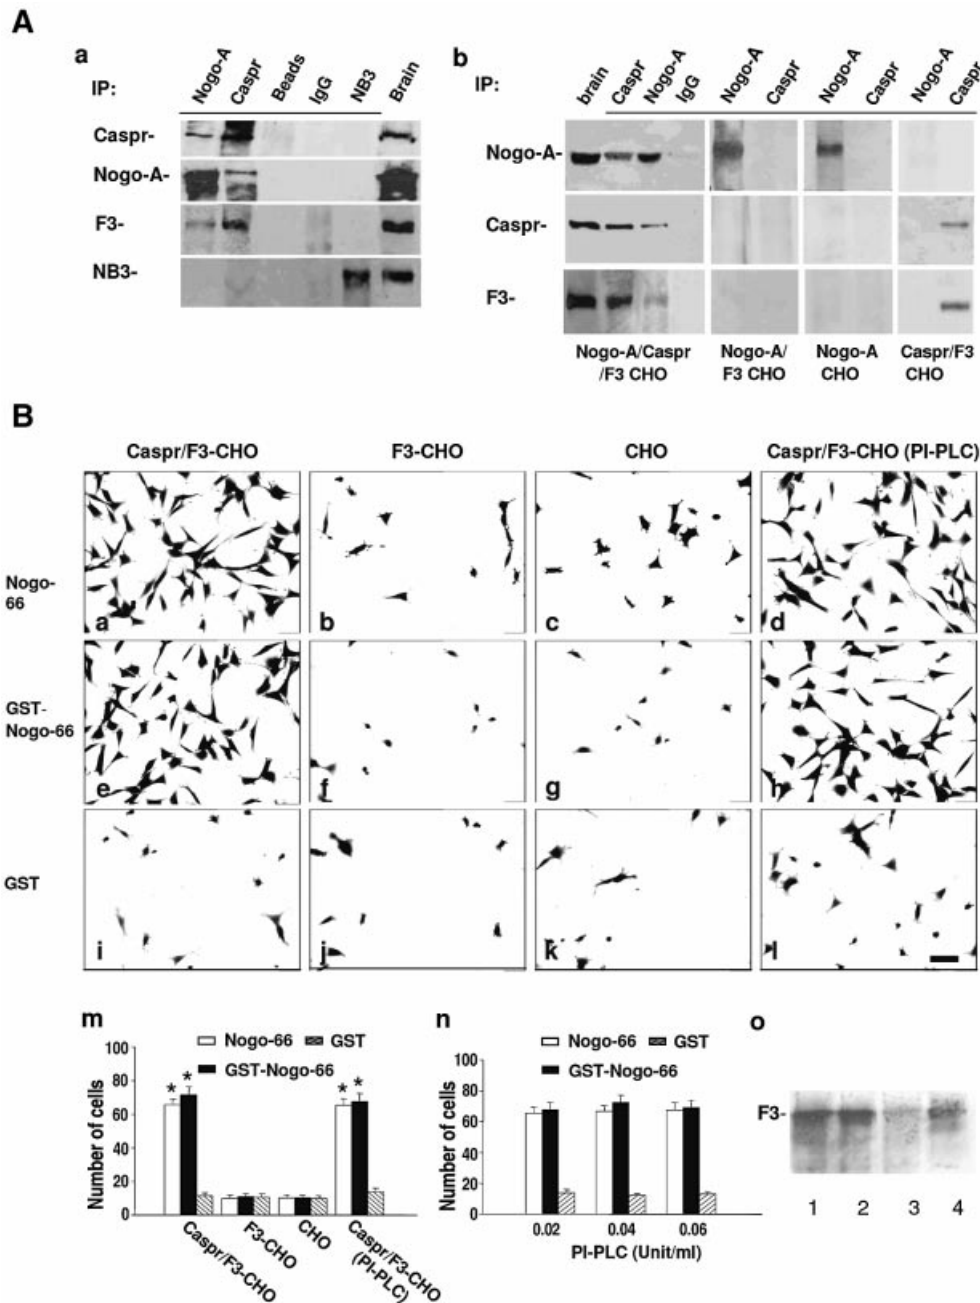 A
a
IP:
Nogo-A Caspr Beads IgG NB3 Brain
Caspr-
Nogo-A-
F3-
NB3-
b
IP:
brain Caspr Nogo-A IgG Nogo-A Caspr Nogo-A Caspr Nogo-A Caspr
Nogo-A-
Caspr-
F3-
Nogo-A/Caspr
/F3 CHO
Nogo-A/
F3 CHO
Nogo-A
CHO
Caspr/F3
CHO
B
Caspr/F3-CHO F3-CHO CHO Caspr/F3-CHO (PI-PLC)
Nogo-
66
a b c d
GST-
Nogo-66
e f g h
GST
i j k l
m
Nogo-66 GST
GST-Nogo-66
Number of cells
100
80
60
40
20
0
* * * *
Caspr/F3-CHO
F3-CHO
CHO
Caspr/F3-CHO
(PI-PLC)
n
Nogo-66 GST
GST-Nogo-66
Number of cells
100
80
60
40
20
0
0.02 0.04 0.06
PI-PLC (Unit/ml)
o
F3-
1 2 3 4